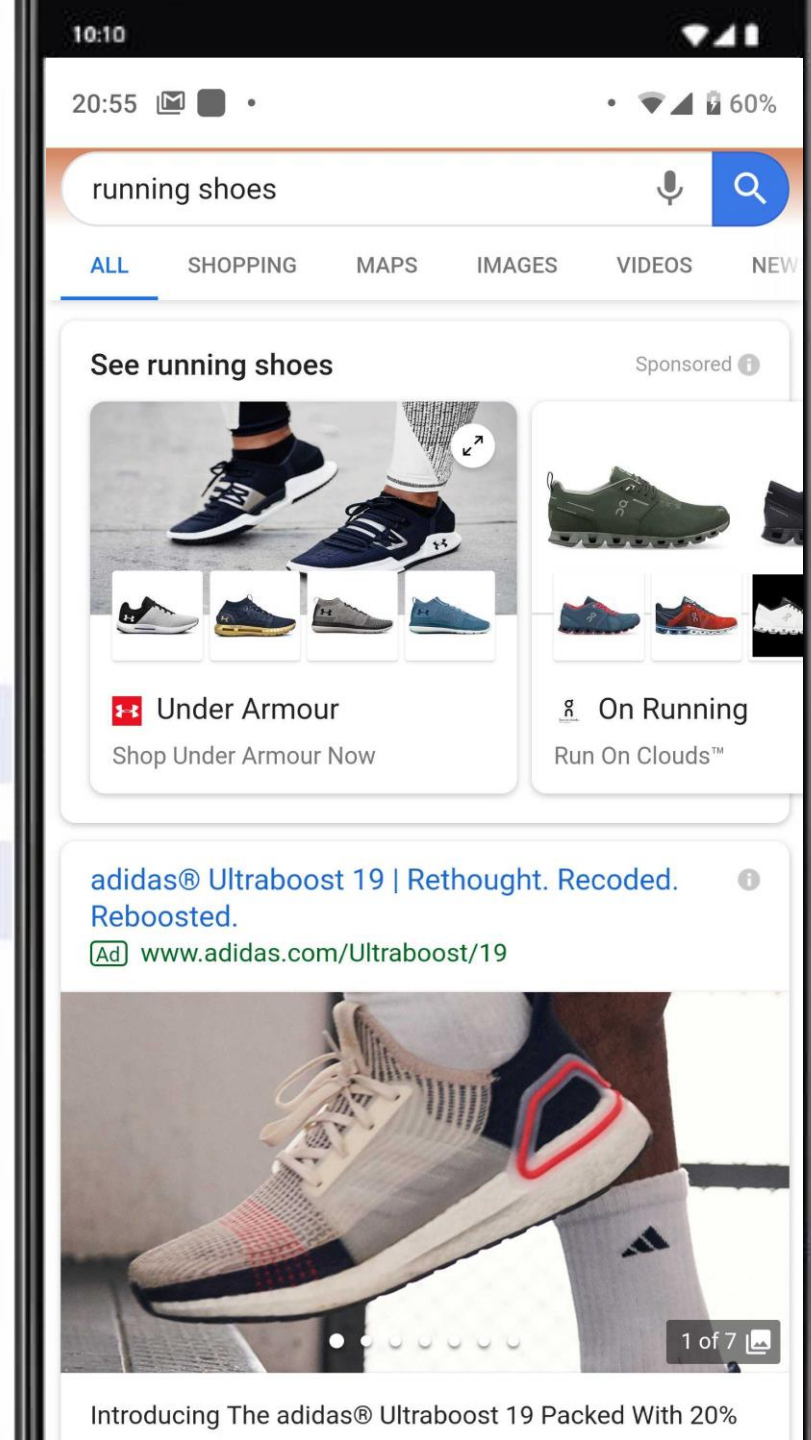 10:10
20:55 • • 60%
running shoes
ALL SHOPPING MAPS IMAGES VIDEOS NEW
See running shoes Sponsored
Under Armour
Shop Under Armour Now
On Running
Run On Clouds™
adidas® Ultraboost 19 | Rethought. Recoded.
Reboosted.
Ad www.adidas.com/Ultraboost/19
1 of 7
Introducing The adidas® Ultraboost 19 Packed With 20%